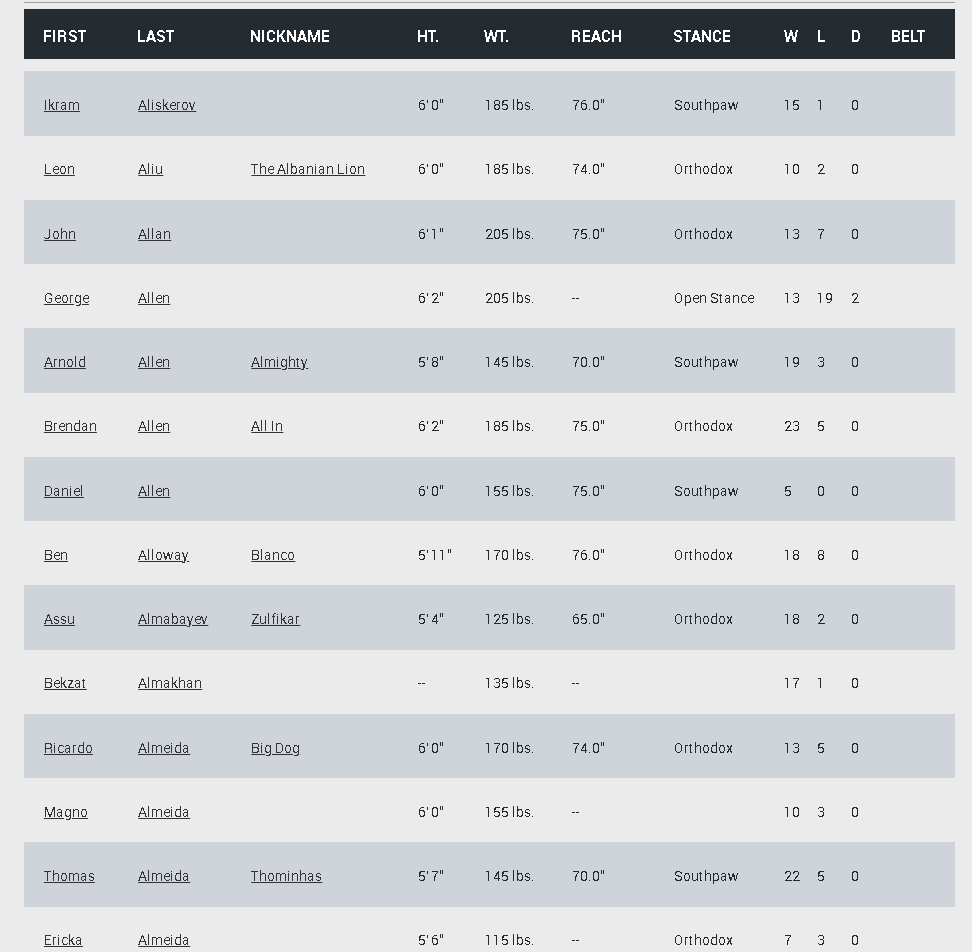 FIRST LAST NICKNAME HT. WT. REACH STANCE W L D BELT
Ikram Aliskerov 6' 0" 185 lbs. 76.0" Southpaw 15 1 0
Leon Aliu The Albanian Lion 6' 0" 185 lbs. 74.0" Orthodox 10 2 0
John Allan 6' 1" 205 lbs. 75.0" Orthodox 13 7 0
George Allen 6' 2" 205 lbs. -- Open Stance 13 19 2
Arnold Allen Almighty 5' 8" 145 lbs. 70.0" Southpaw 19 3 0
Brendan Allen All In 6' 2" 185 lbs. 75.0" Orthodox 23 5 0
Daniel Allen 6' 0" 155 lbs. 75.0" Southpaw 5 0 0
Ben Alloway Blanco 5' 11" 170 lbs. 76.0" Orthodox 18 8 0
Assu Almabayev Zulfikar 5' 4" 125 lbs. 65.0" Orthodox 18 2 0
Bekzat Almakhan -- 135 lbs. -- 17 1 0
Ricardo Almeida Big Dog 6' 0" 170 lbs. 74.0" Orthodox 13 5 0
Magno Almeida 6' 0" 155 lbs. -- 10 3 0
Thomas Almeida Thominhas 5' 7" 145 lbs. 70.0" Southpaw 22 5 0
Ericka Almeida 5' 6" 115 lbs. -- Orthodox 7 3 0